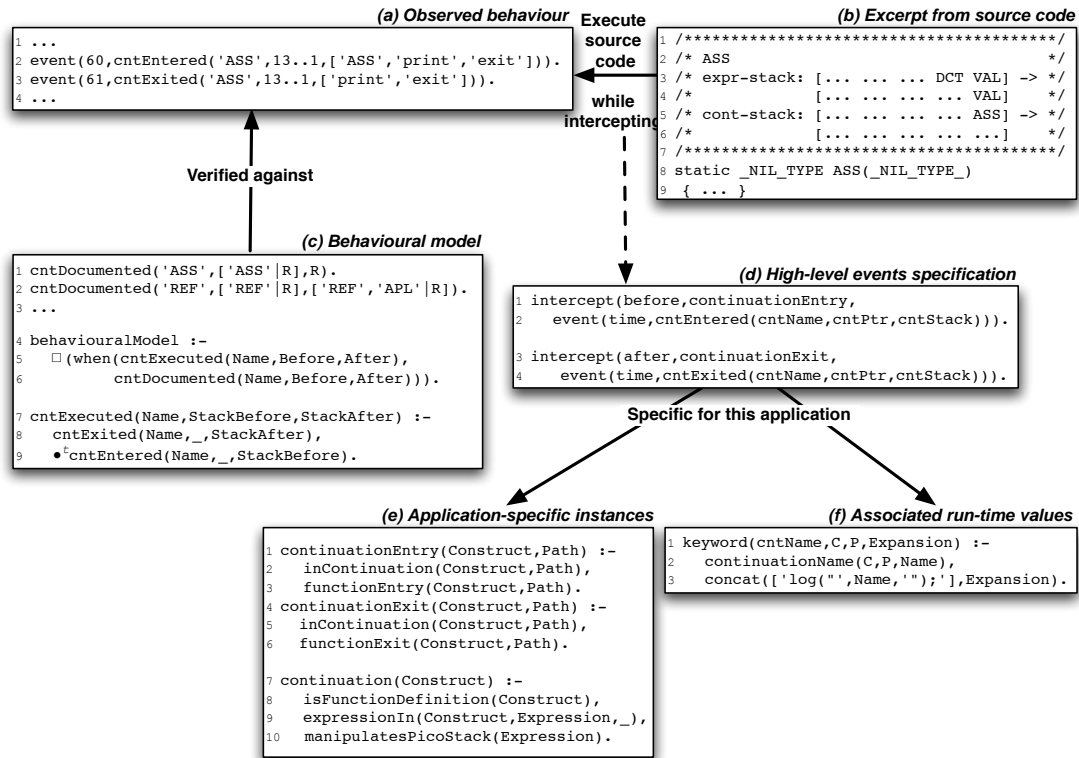 (a) Observed behaviour
1 ...
2 event(60,cntEntered('ASS',13..1,['ASS','print','exit'])).
3 event(61,cntExited('ASS',13..1,['print','exit'])).
4 ...
Execute
source
code
while
intercepting
(b) Excerpt from source code
1 /****************************************/
2 /* ASS */
3 /* expr-stack: [... ... ... DCT VAL] -> */
4 /* [... ... ... ... VAL] */
5 /* cont-stack: [... ... ... ... ASS] -> */
6 /* [... ... ... ... ...] */
7 /****************************************/
8 static _NIL_TYPE ASS(_NIL_TYPE_)
9 { ... }
Verified against
(c) Behavioural model
1 cntDocumented('ASS',['ASS'|R],R).
2 cntDocumented('REF',['REF'|R],['REF','APL'|R]).
3 ...
4 behaviouralModel :-
5 □(when(cntExecuted(Name,Before,After),
6 cntDocumented(Name,Before,After))).
7 cntExecuted(Name,StackBefore,StackAfter) :-
8 cntExited(Name,_,StackAfter),
9 ●tcntEntered(Name,_,StackBefore).
(d) High-level events specification
1 intercept(before,continuationEntry,
2 event(time,cntEntered(cntName,cntPtr,cntStack))).
3 intercept(after,continuationExit,
4 event(time,cntExited(cntName,cntPtr,cntStack))).
Specific for this application
(e) Application-specific instances
1 continuationEntry(Construct,Path) :-
2 inContinuation(Construct,Path),
3 functionEntry(Construct,Path).
4 continuationExit(Construct,Path) :-
5 inContinuation(Construct,Path),
6 functionExit(Construct,Path).
7 continuation(Construct) :-
8 isFunctionDefinition(Construct),
9 expressionIn(Construct,Expression,_),
10 manipulatesPicoStack(Expression).
(f) Associated run-time values
1 keyword(cntName,C,P,Expansion) :-
2 continuationName(C,P,Name),
3 concat(['log("',Name,'");'],Expansion).